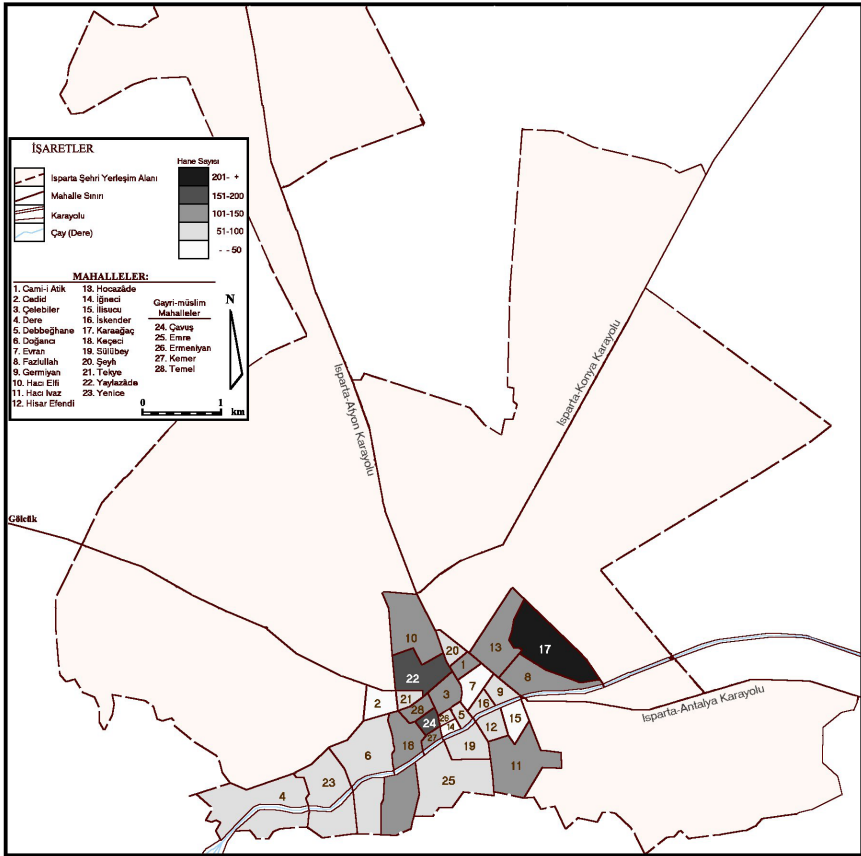 İŞARETLER
Isparta Şehri Yerleşim Alanı
Mahalle Sınırı
Karayolu
Çay (Dere)
Hane Sayısı
201- +
151-200
101-150
51-100
- - 50
MAHALLELER:
1. Cami-i Atik
2. Cedid
3. Çelebiler
4. Dere
5. Debbeğhane
6. Doğancı
7. Evran
8. Fazlullah
9. Germiyan
10. Hacı Elfi
11. Hacı Ivaz
12. Hisar Efendi
13. Hocazâde
14. İğneci
15. İlisucu
16. İskender
17. Karaağaç
18. Keçeci
19. Sülübey
20. Şeyh
21. Tekye
22. Yaylazâde
23. Yenice
Gayri-müslim
Mahalleler
24. Çavuş
25. Emre
26. Ermeniyan
27. Kemer
28. Temel
N
0 1
km
Isparta-Afyon Karayolu
Isparta-Konya Karayolu
Gölcük
Isparta-Antalya Karayolu
10
20
13
17
1
22
8
7
9
3
21
2
28
16
5
26
24
15
14
12
27
18
19
6
11
23
25
4